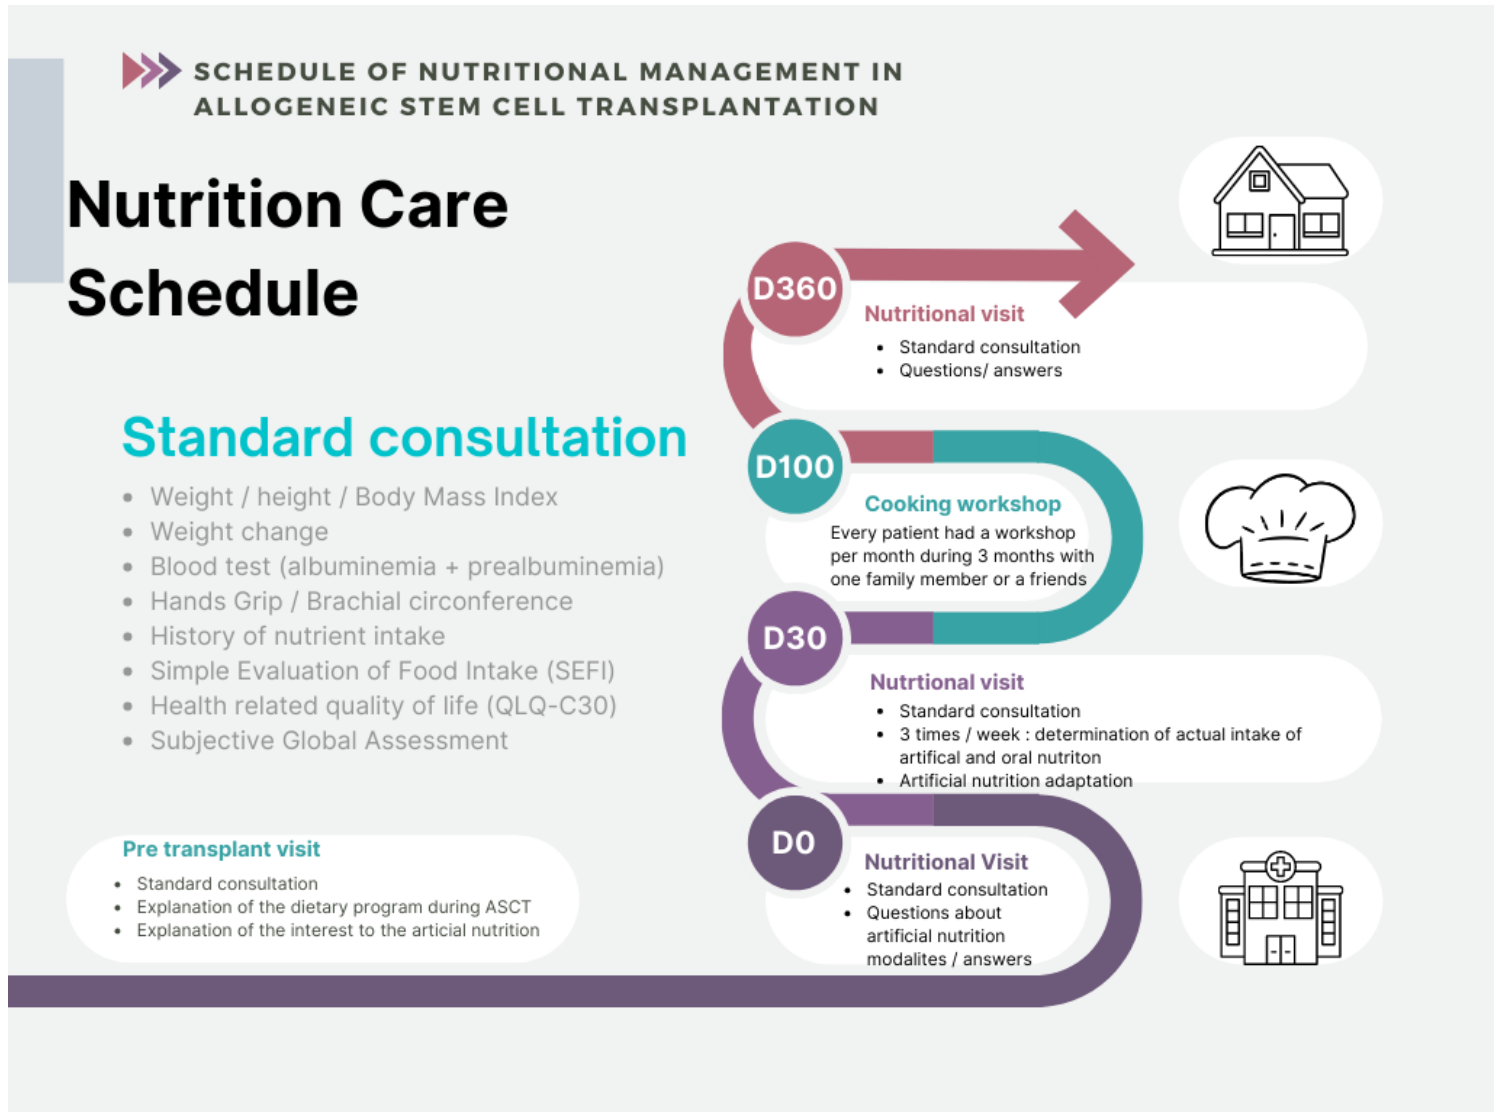 SCHEDULE OF NUTRITIONAL MANAGEMENT IN
ALLOGENEIC STEM CELL TRANSPLANTATION
Nutrition Care
Schedule
Standard consultation
• Weight / height / Body Mass Index
• Weight change
• Blood test (albuminemia + prealbuminemia)
• Hands Grip / Brachial circonference
• History of nutrient intake
• Simple Evaluation of Food Intake (SEFI)
• Health related quality of life (QLQ-C30)
• Subjective Global Assessment
Pre transplant visit
• Standard consultation
• Explanation of the dietary program during ASCT
• Explanation of the interest to the articial nutrition
D360
Nutritional visit
• Standard consultation
• Questions/ answers
D100
Cooking workshop
Every patient had a workshop
per month during 3 months with
one family member or a friends
D30
Nutrtional visit
• Standard consultation
• 3 times / week : determination of actual intake of
artifical and oral nutriton
• Artificial nutrition adaptation
D0
Nutritional Visit
• Standard consultation
• Questions about
artificial nutrition
modalites / answers